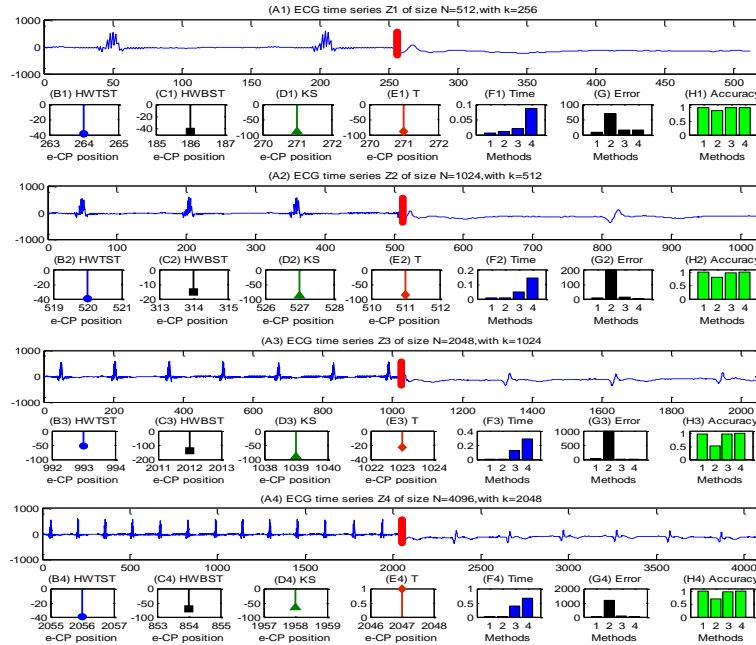 (A1) ECG time series Z1 of size N=512,with k=256
1000
0
-1000
0 50 100 150 200 250 300 350 400 450 500
(B1) HWTST (C1) HWBST (D1) KS (E1) T (F1) Time (G) Error (H1) Accuracy
0 0 0 0 0.1 100 1
-20 -20 -50 -50 0.05 50 0.5
-40 -40 -100 -100 0 0 0
263 264 265 185 186 187 270 271 272 270 271 272 1 2 3 4 1 2 3 4 1 2 3 4
e-CP position e-CP position e-CP position e-CP position Methods Methods Methods
(A2) ECG time series Z2 of size N=1024,with k=512
1000
0
-1000
0 100 200 300 400 500 600 700 800 900 1000
(B2) HWTST (C2) HWBST (D2) KS (E2) T (F2) Time (G2) Error (H2) Accuracy
0 0 0 0 0.2 200 1
-20 -10 -50 -50 0.1 100 0.5
-40 -20 -100 -100 0 0 0
519 520 521 313 314 315 526 527 528 510 511 512 1 2 3 4 1 2 3 4 1 2 3 4
e-CP position e-CP position e-CP position e-CP position Methods Methods Methods
(A3) ECG time series Z3 of size N=2048,with k=1024
1000
0
-1000
0 200 400 600 800 1000 1200 1400 1600 1800 2000
(B3) HWTST (C3) HWBST (D3) KS (E3) T (F3) Time (G3) Error (H3) Accuracy
0 0 0 0 0.4 1000 1
-50 -100 -50 -20 0.2 500 0.5
-100 -200 -100 -40 0 0 0
992 993 994 2011 2012 2013 1038 1039 1040 1022 1023 1024 1 2 3 4 1 2 3 4 1 2 3 4
e-CP position e-CP position e-CP position e-CP position Methods Methods Methods
(A4) ECG time series Z4 of size N=4096,with k=2048
1000
0
-1000
0 500 1000 1500 2000 2500 3000 3500 4000
(B4) HWTST (C4) HWBST (D4) KS (E4) T (F4) Time (G4) Error (H4) Accuracy
0 0 0 1 1 2000 1
-20 -50 -50 0.5 0.5 1000 0.5
-40 -100 -100 0 0 0 0
2055 2056 2057 853 854 855 1957 1958 1959 2046 2047 2048 1 2 3 4 1 2 3 4 1 2 3 4
e-CP position e-CP position e-CP position e-CP position Methods Methods Methods